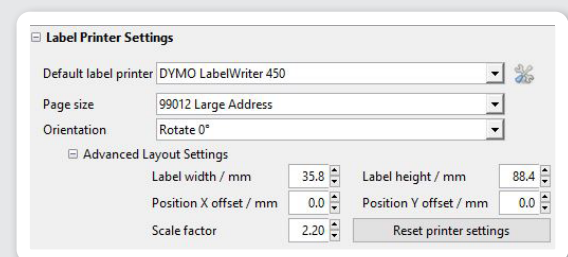 Label Printer Settings
Default label printer DYMO LabelWriter 450
Page size 99012 Large Address
Orientation Rotate 0°
Advanced Layout Settings
Label width / mm 35.8 Label height / mm 88.4
Position X offset / mm 0.0 Position Y offset / mm 0.0
Scale factor 2.20 Reset printer settings